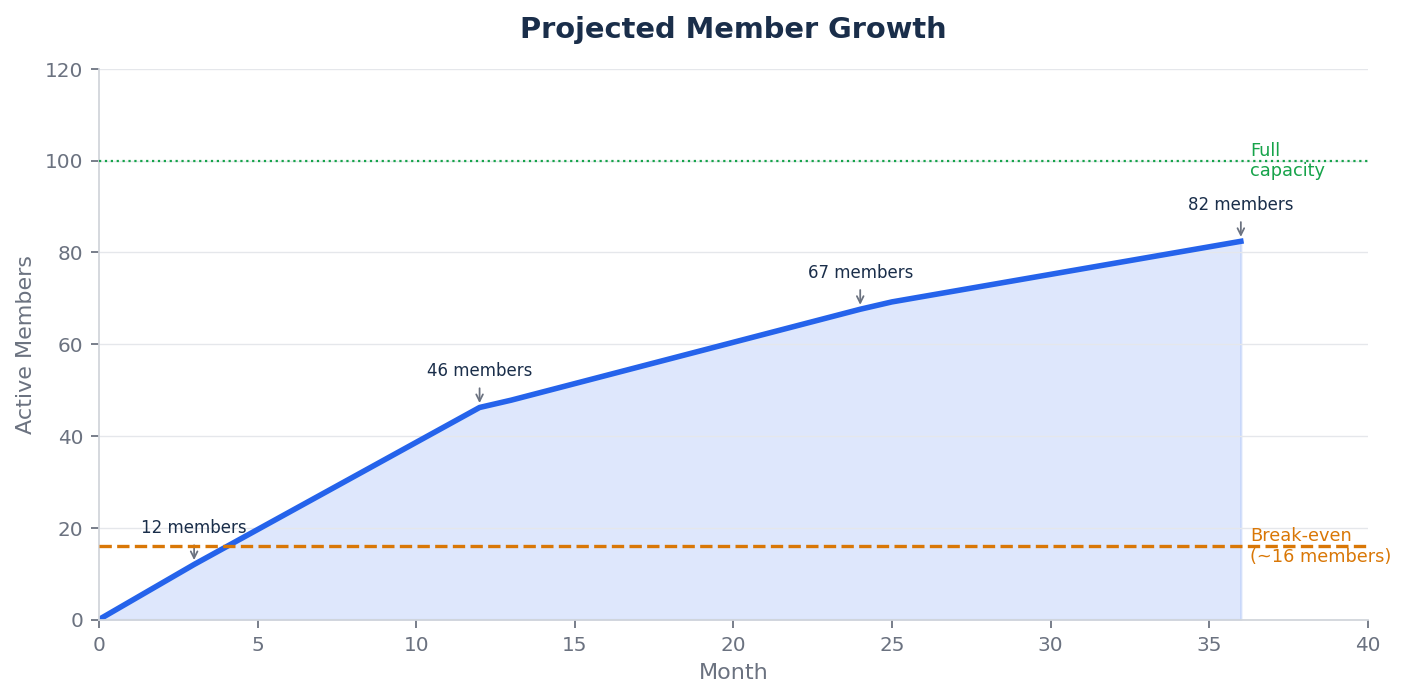 Projected Member Growth
120
100
80
60
40
20
0
Active Members
Full
capacity
82 members
67 members
46 members
12 members
Break-even
(~16 members)
0 5 10 15 20 25 30 35 40
Month